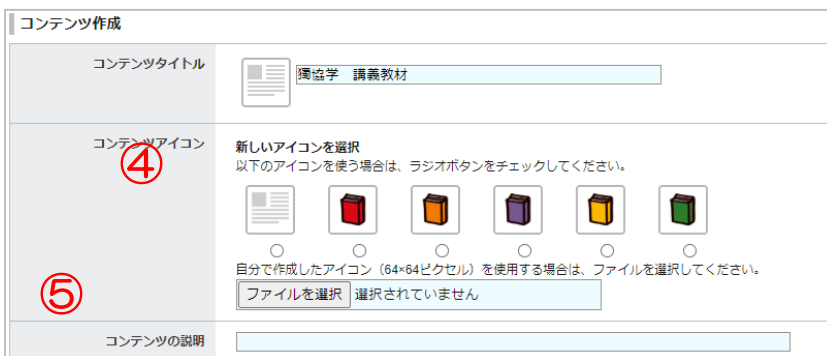 コンテンツ作成
コンテンツタイトル
獨協学　講義教材
コンテンツアイコン
④
新しいアイコンを選択
以下のアイコンを使う場合は、ラジオボタンをチェックしてください。
自分で作成したアイコン（64×64ピクセル）を使用する場合は、ファイルを選択してください。
⑤
ファイルを選択 選択されていません
コンテンツの説明